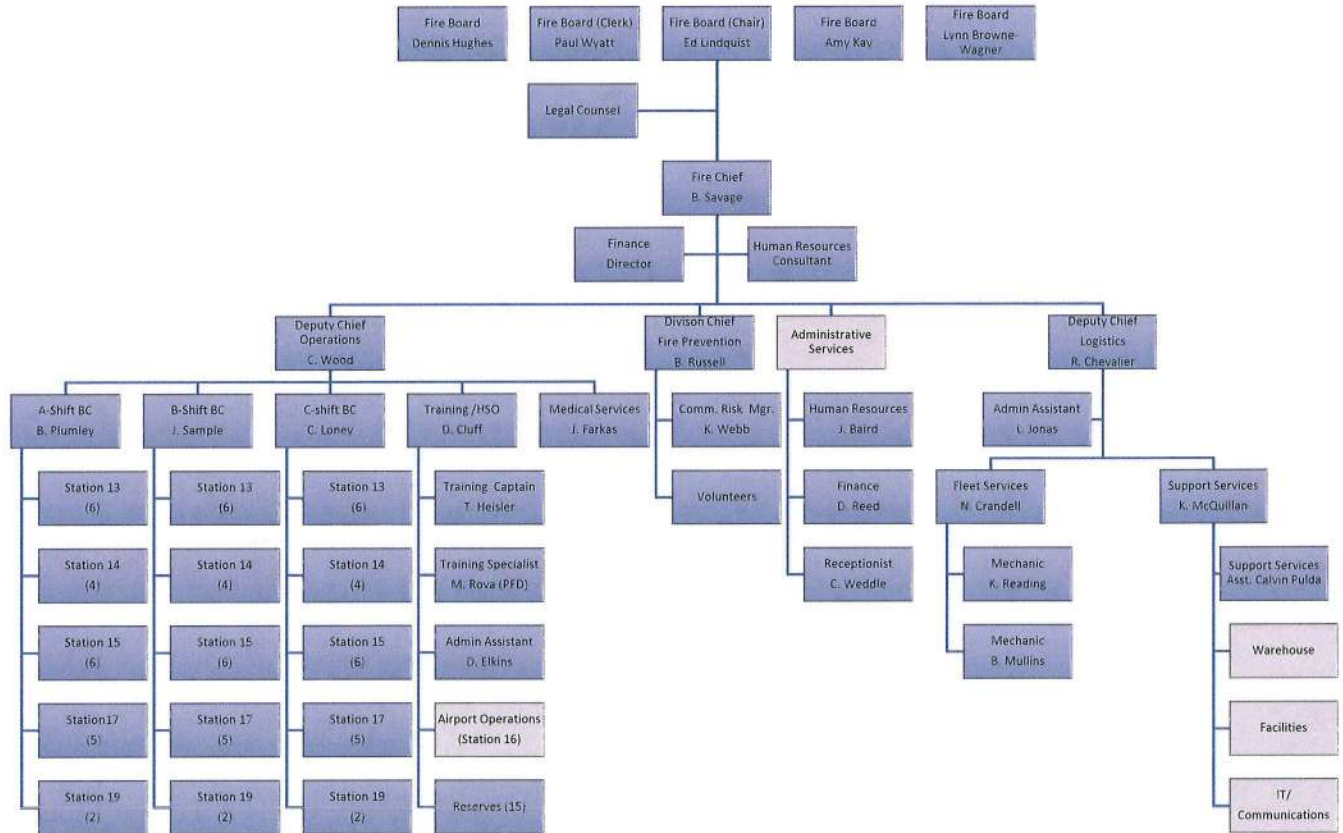 Fire Board
Dennis Hughes
Fire Board (Clerk)
Paul Wyatt
Fire Board (Chair)
Ed Lindquist
Fire Board
Amy Kay
Fire Board
Lynn Browne-
Wagner
Legal Counsel
Fire Chief
B. Savage
Finance
Director
Human Resources
Consultant
Deputy Chief
Operations
C. Wood
Divison Chief
Fire Prevention
B. Russell
Administrative
Services
Deputy Chief
Logistics
R. Chevalier
A-Shift BC
B. Plumley
B-Shift BC
J. Sample
C-shift BC
C. Loney
Training /HSO
D. Cluff
Medical Services
J. Farkas
Comm. Risk Mgr.
K. Webb
Human Resources
J. Baird
Admin Assistant
L. Jonas
Station 13
(6)
Station 13
(6)
Station 13
(6)
Training Captain
T. Heisler
Volunteers
Finance
D. Reed
Fleet Services
N. Crandell
Support Services
K. McQuillan
Station 14
(4)
Station 14
(4)
Station 14
(4)
Training Specialist
M. Rova (PFD)
Receptionist
C. Weddle
Mechanic
K. Reading
Support Services
Asst. Calvin Pulda
Station 15
(6)
Station 15
(6)
Station 15
(6)
Admin Assistant
D. Elkins
Mechanic
B. Mullins
Warehouse
Station17
(5)
Station 17
(5)
Station 17
(5)
Airport Operations
(Station 16)
Facilities
Station 19
(2)
Station 19
(2)
Station 19
(2)
Reserves (15)
IT/
Communications